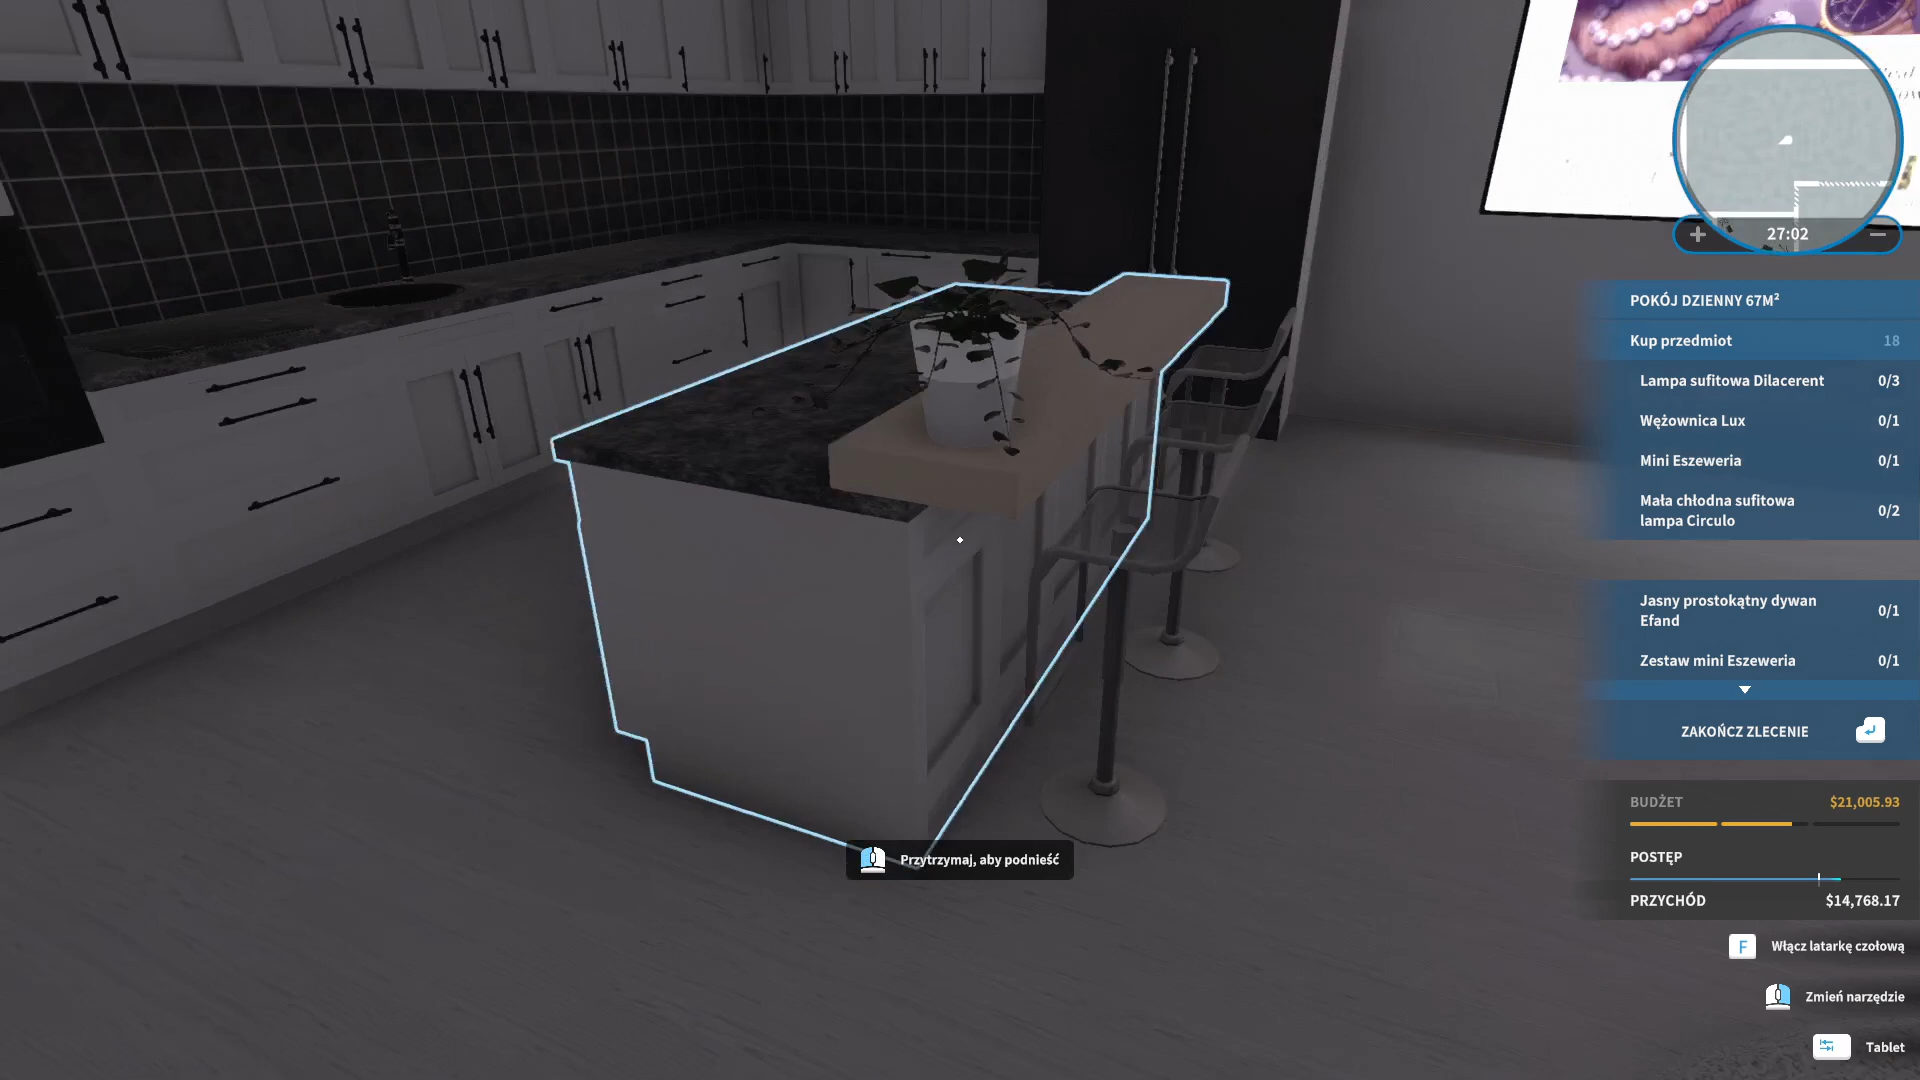 27:02
POKÓJ DZIENNY 67M²
Kup przedmiot 18
Lampa sufitowa Dilacerent 0/3
Wężownica Lux 0/1
Mini Eszeweria 0/1
Mała chłodna sufitowa
lampa Circulo 0/2
Jasny prostokątny dywan
Efand 0/1
Zestaw mini Eszeweria 0/1
ZAKOŃCZ ZLECENIE
BUDŻET $21,005.93
POSTĘP
PRZYCHÓD $14,768.17
Przytrzymaj, aby podnieść
F Włącz latarkę czołową
Zmień narzędzie
Tablet